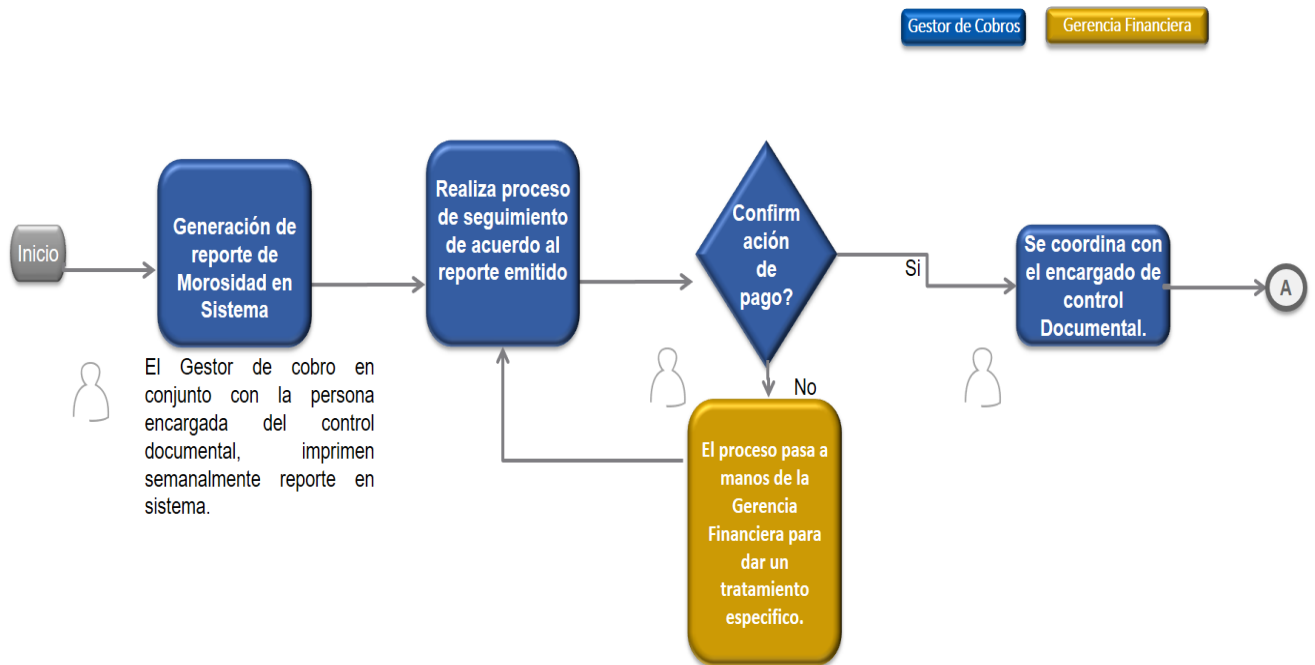 Gestor de Cobros
Gerencia Financiera
Inicio
Generación de
reporte de
Morosidad en
Sistema
El Gestor de cobro en
conjunto con la persona
encargada del control
documental, imprimen
semanalmente reporte en
sistema.
Realiza proceso
de seguimiento
de acuerdo al
reporte emitido
Confirm
ación
de
pago?
Si
No
El proceso pasa a
manos de la
Gerencia
Financiera para
dar un
tratamiento
especifico.
Se coordina con
el encargado de
control
Documental.
A